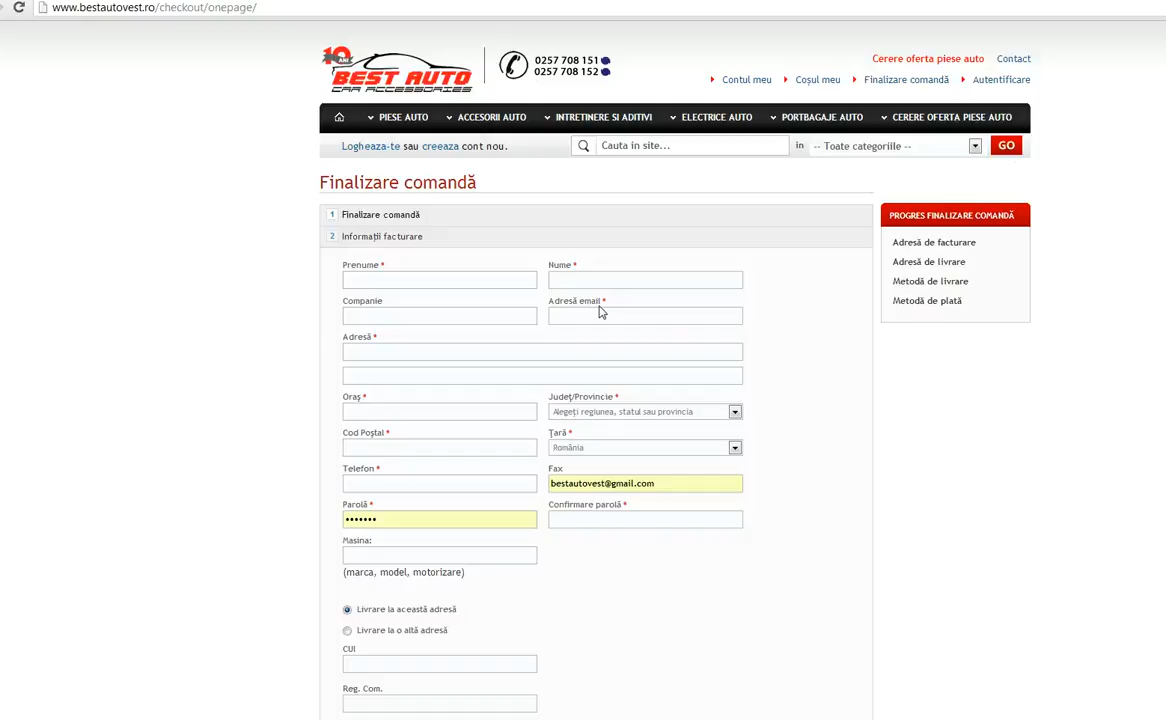 www.bestautovest.ro/checkout/onepage/
10 ANI
BEST AUTO
CAR ACCESSORIES
0257 708 151
0257 708 152
Cerere oferta piese auto Contact
Contul meu Coșul meu Finalizare comandă Autentificare
PIESE AUTO ACCESORII AUTO INTRETINERE SI ADITIVI ELECTRICE AUTO PORTBAGAJE AUTO CERERE OFERTA PIESE AUTO
Logheaza-te sau creeaza cont nou. Cauta in site... in -- Toate categoriile -- GO
Finalizare comandă
1 Finalizare comandă
2 Informații facturare
PROGRES FINALIZARE COMANDĂ
Adresă de facturare
Adresă de livrare
Metodă de livrare
Metodă de plată
Prenume * Nume *
Companie Adresă email *
Adresă *
Oraș * Județ/Provincie *
Alegeți regiunea, statul sau provincia
Cod Poștal * Țară *
România
Telefon * Fax
bestautovest@gmail.com
Parolă * Confirmare parolă *
•••••••
Masina:
(marca, model, motorizare)
Livrare la această adresă
Livrare la o altă adresă
CUI
Reg. Com.